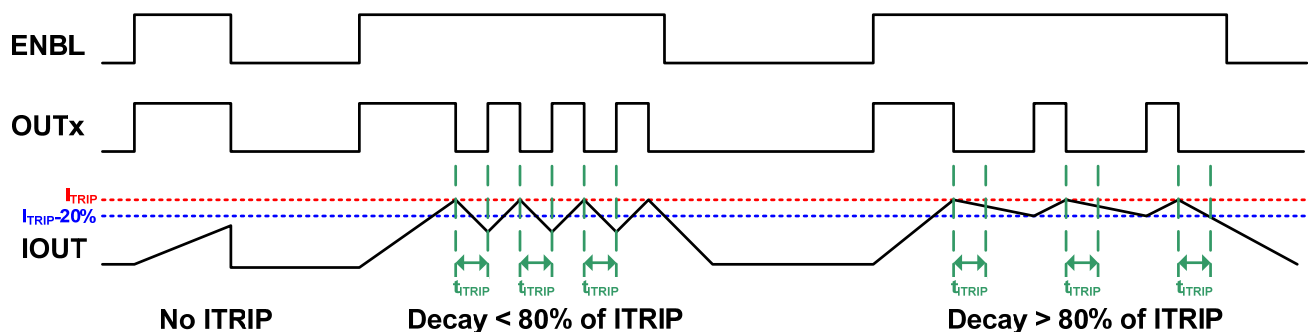 ENBL
OUTx
ITRIP
ITRIP-20%
IOUT
tITRIP tITRIP tITRIP tITRIP tITRIP tITRIP
No ITRIP Decay < 80% of ITRIP Decay > 80% of ITRIP